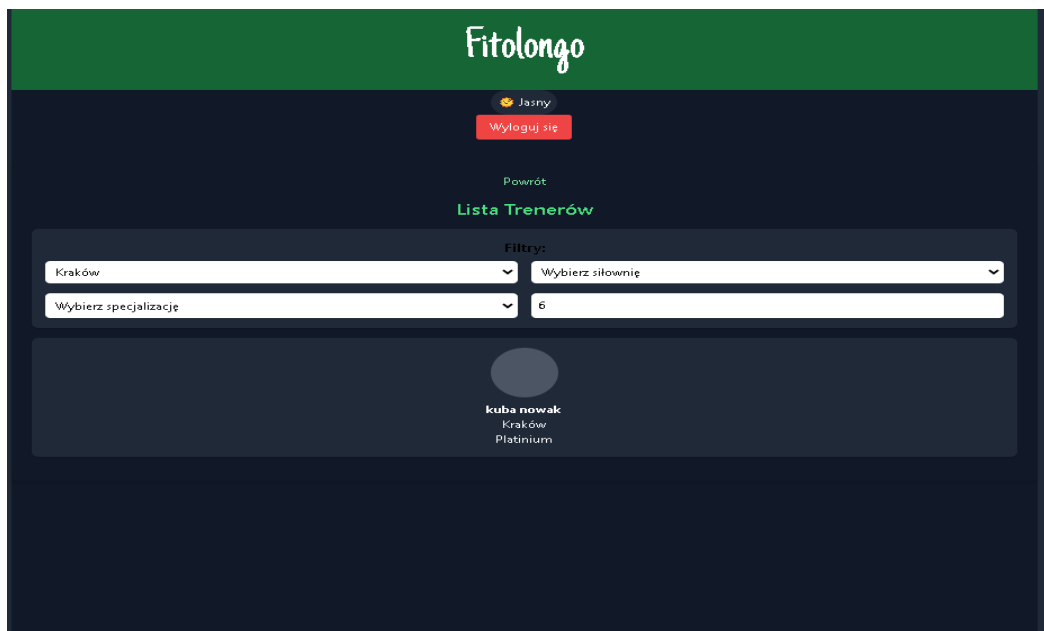 Fitolongo
🌞 Jasny
Wyloguj się
Powrót
Lista Trenerów
Filtry:
Kraków
Wybierz siłownię
Wybierz specjalizację
6
kuba nowak
Kraków
Platinium